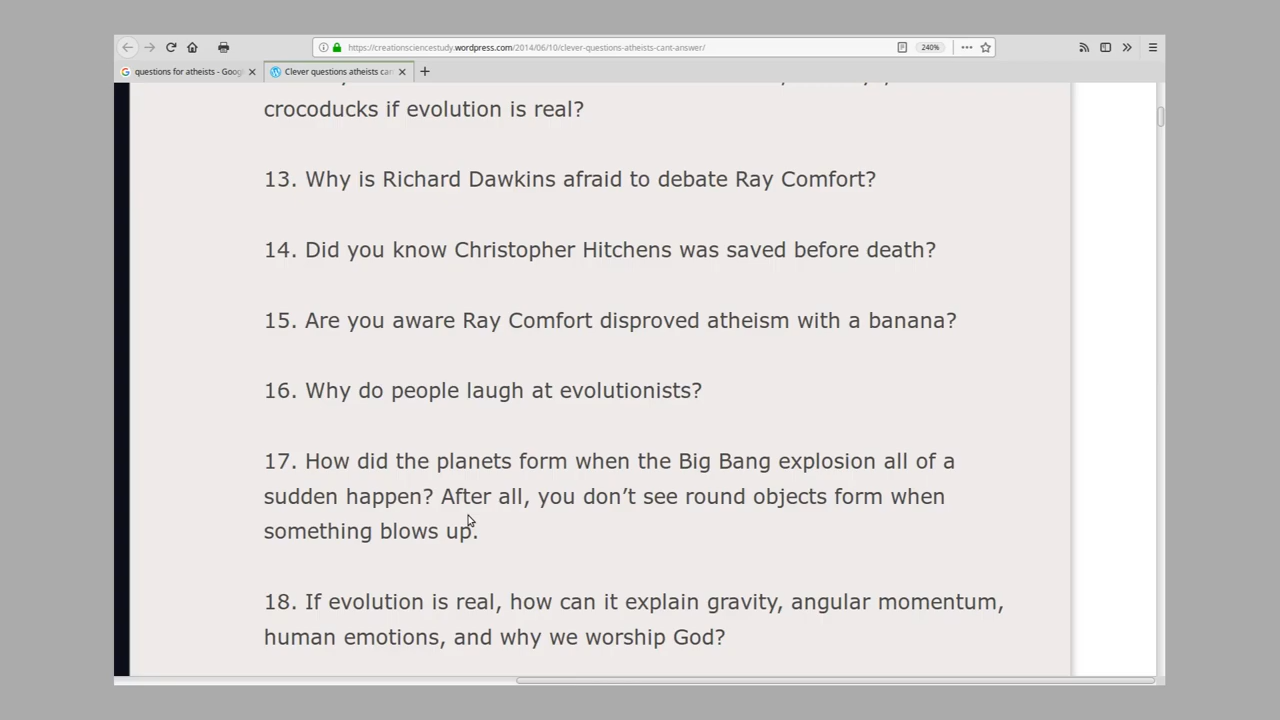 https://creationsciencestudy.wordpress.com/2014/06/10/clever-questions-atheists-cant-answer/
240%
questions for atheists - Goog
Clever questions atheists can
crocoducks if evolution is real?
13. Why is Richard Dawkins afraid to debate Ray Comfort?
14. Did you know Christopher Hitchens was saved before death?
15. Are you aware Ray Comfort disproved atheism with a banana?
16. Why do people laugh at evolutionists?
17. How did the planets form when the Big Bang explosion all of a
sudden happen? After all, you don’t see round objects form when
something blows up.
18. If evolution is real, how can it explain gravity, angular momentum,
human emotions, and why we worship God?